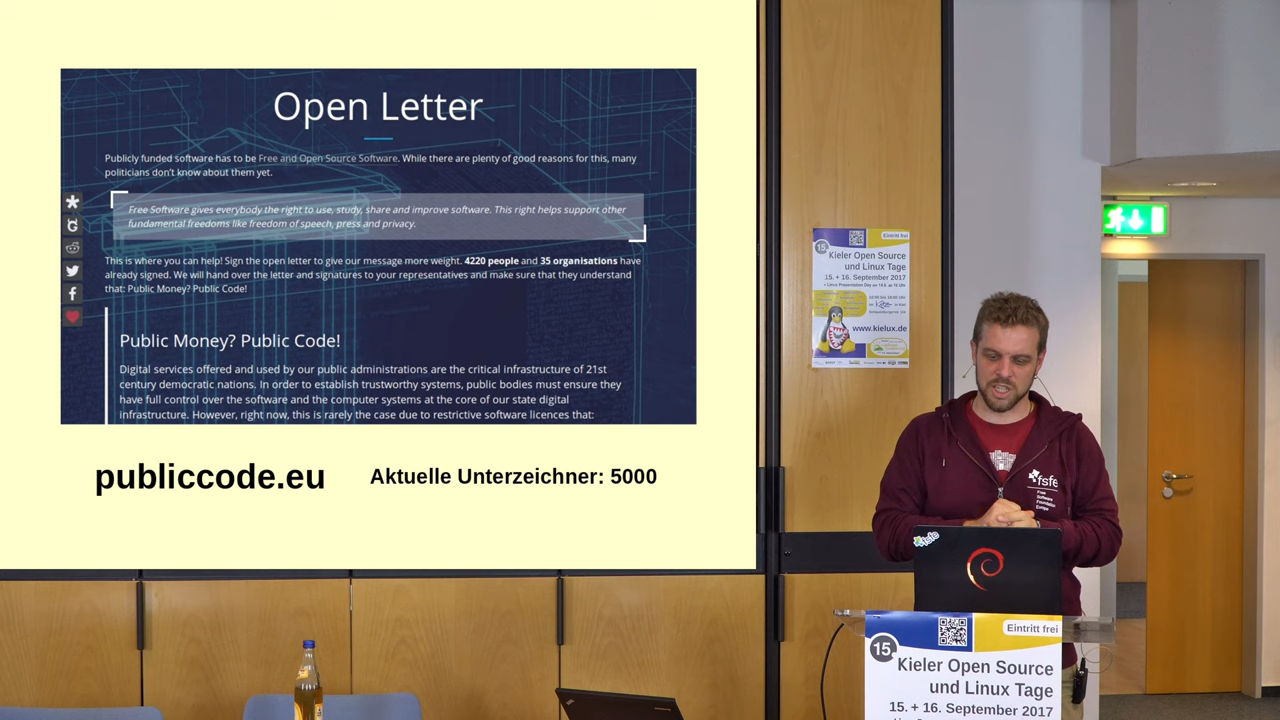 Open Letter
Publicly funded software has to be Free and Open Source Software. While there are plenty of good reasons for this, many
politicians don't know about them yet.
Free Software gives everybody the right to use, study, share and improve software. This right helps support other
fundamental freedoms like freedom of speech, press and privacy.
This is where you can help! Sign the open letter to give our message more weight. 4220 people and 35 organisations have
already signed. We will hand over the letter and signatures to your representatives and make sure that they understand
that: Public Money? Public Code!
Public Money? Public Code!
Digital services offered and used by our public administrations are the critical infrastructure of 21st
century democratic nations. In order to establish trustworthy systems, public bodies must ensure they
have full control over the software and the computer systems at the core of our state digital
infrastructure. However, right now, this is rarely the case due to restrictive software licences that:
publiccode.eu
Aktuelle Unterzeichner: 5000
Eintritt frei
15.
Kieler Open Source
und Linux Tage
15. + 16. September 2017
www.kielux.de
fsfe
Free
Software
Foundation
Europe
fsfe
Eintritt frei
15.
Kieler Open Source
und Linux Tage
15. + 16. September 2017